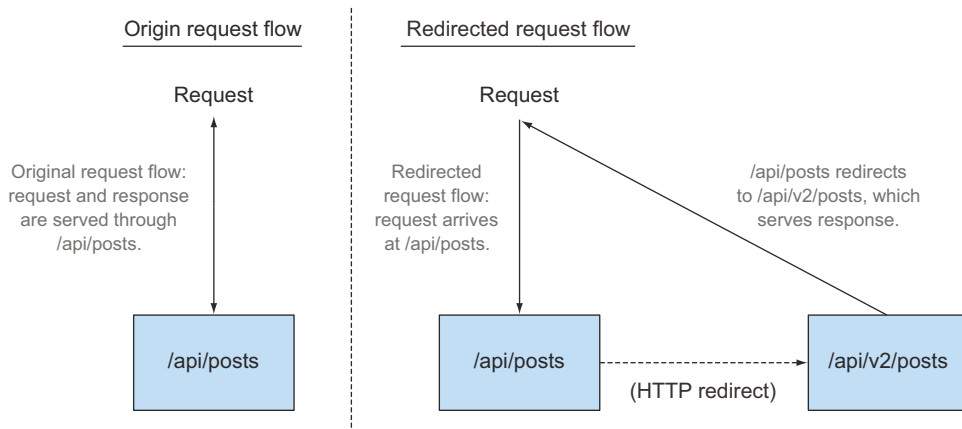 Origin request flow
Request
Original request flow:
request and response
are served through
/api/posts.
/api/posts
Redirected request flow
Request
Redirected
request flow:
request arrives
at /api/posts.
/api/posts redirects
to /api/v2/posts, which
serves response.
/api/posts
(HTTP redirect)
/api/v2/posts